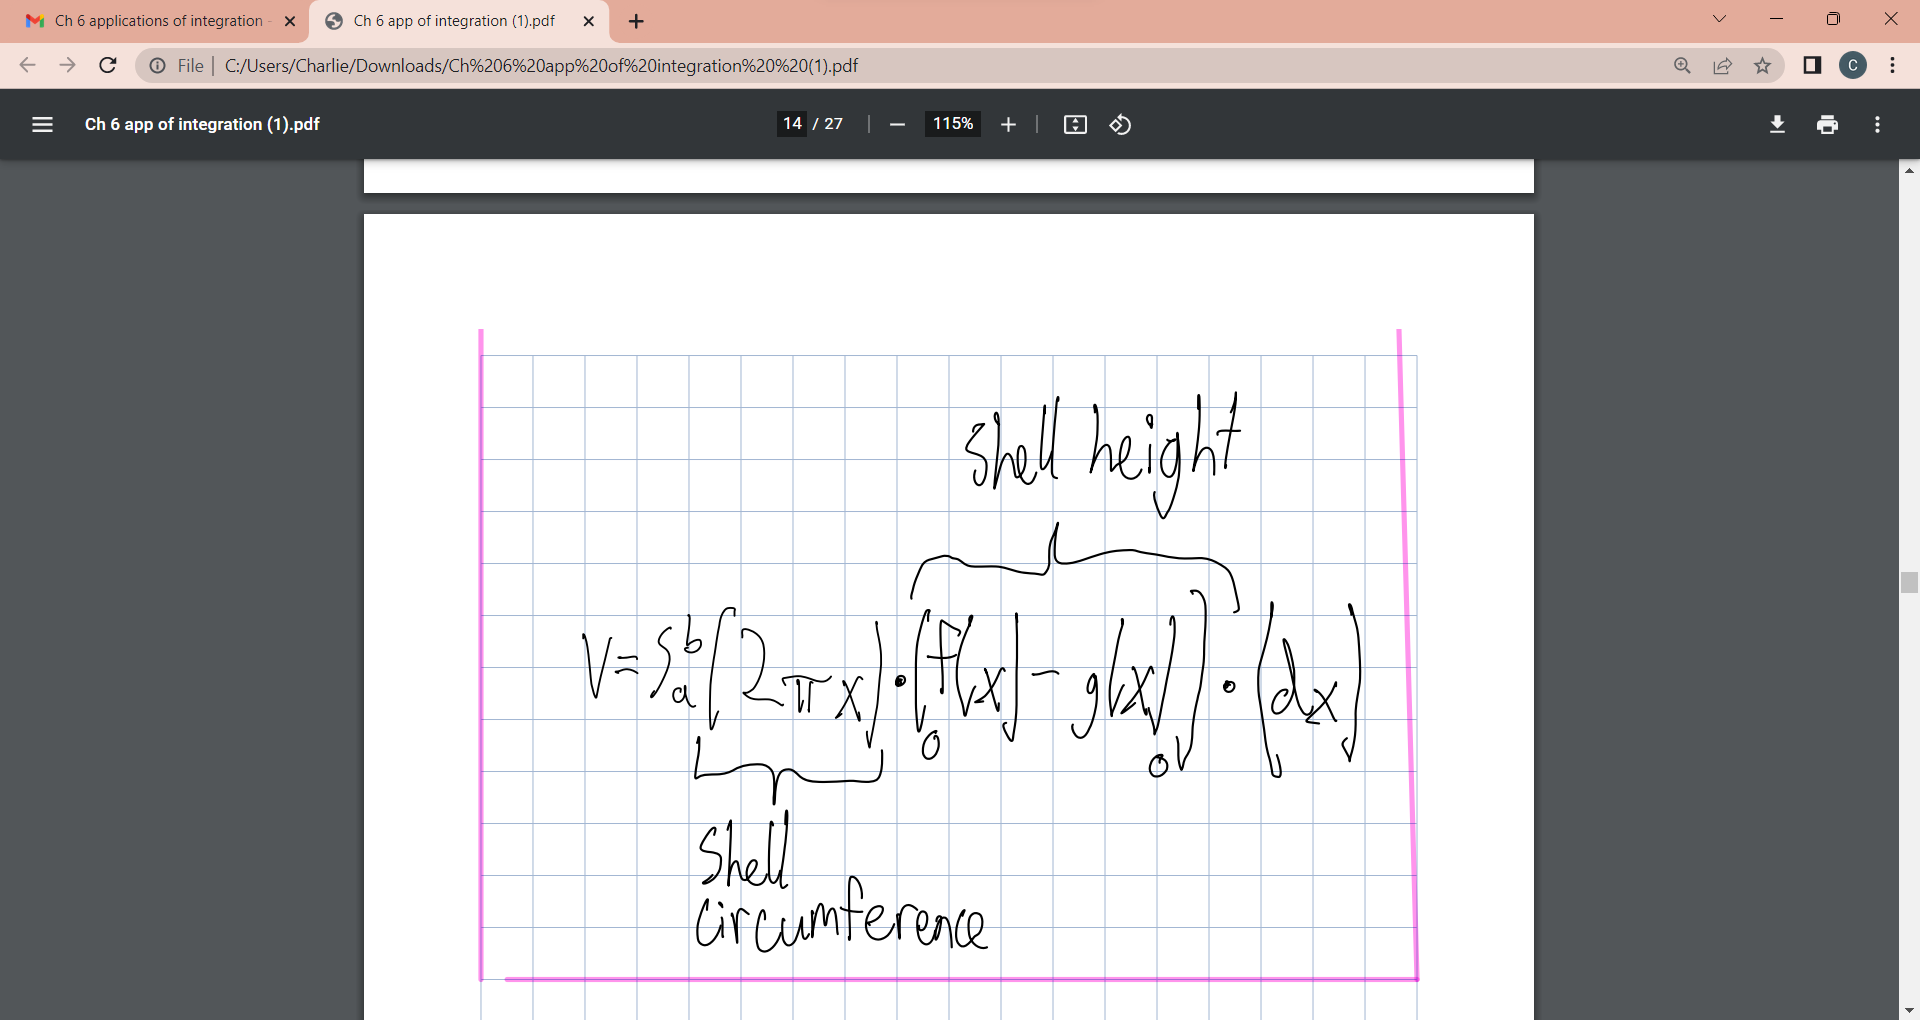 Ch 6 applications of integration -
Ch 6 app of integration (1).pdf
File | C:/Users/Charlie/Downloads/Ch%206%20app%20of%20integration%20%20(1).pdf
C
Ch 6 app of integration (1).pdf
14 / 27
115%
shell height
V = ∫ₐᵇ (2πx) • (f(x) - g(x)) • (dx)
shell
circumference